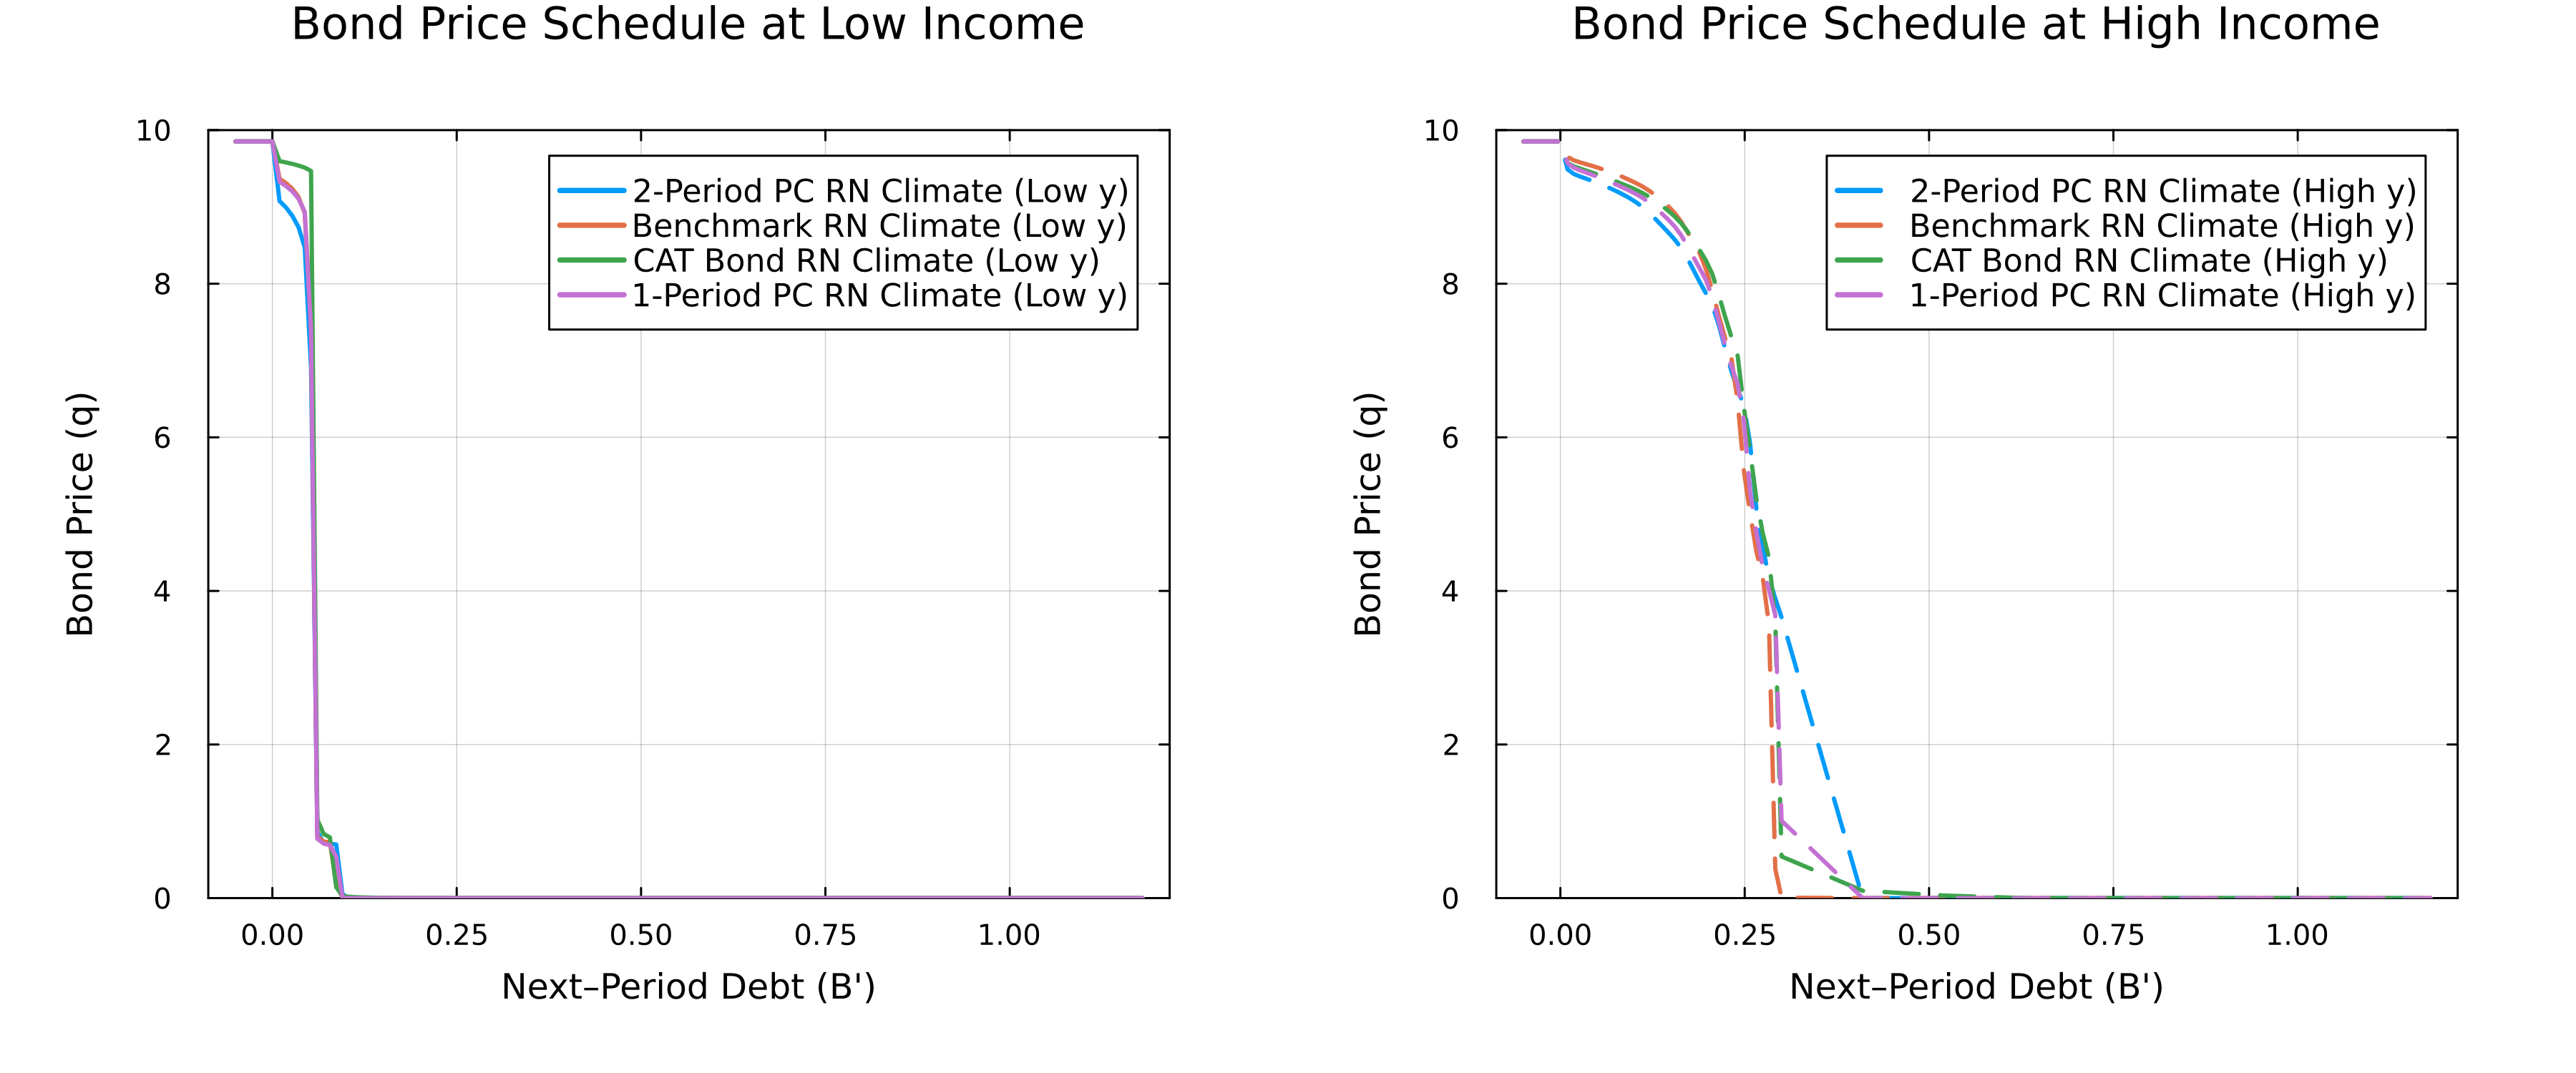 Bond Price Schedule at Low Income
10
8
6
4
2
0
Bond Price (q)
2-Period PC RN Climate (Low y)
Benchmark RN Climate (Low y)
CAT Bond RN Climate (Low y)
1-Period PC RN Climate (Low y)
0.00 0.25 0.50 0.75 1.00
Next–Period Debt (B')
Bond Price Schedule at High Income
10
8
6
4
2
0
Bond Price (q)
2-Period PC RN Climate (High y)
Benchmark RN Climate (High y)
CAT Bond RN Climate (High y)
1-Period PC RN Climate (High y)
0.00 0.25 0.50 0.75 1.00
Next–Period Debt (B')